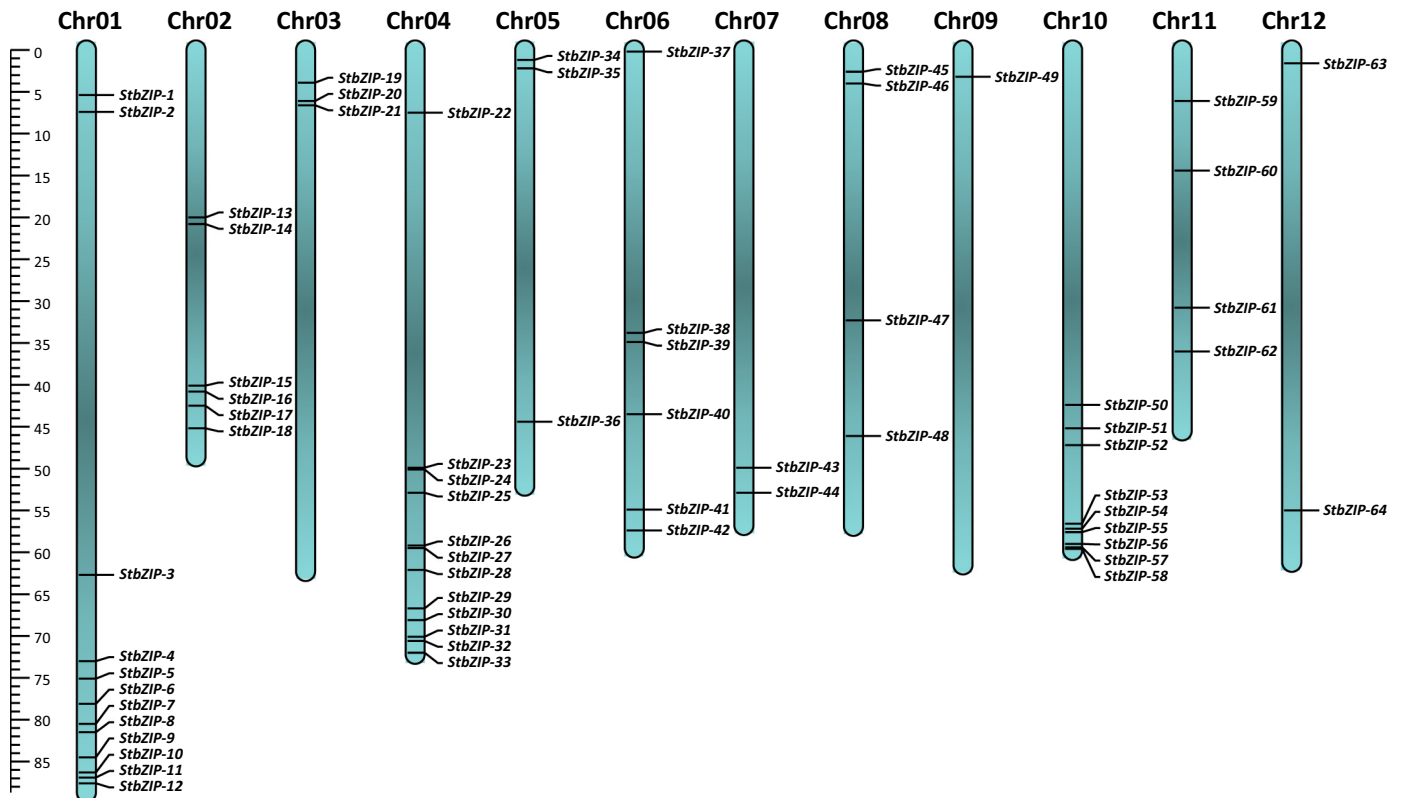 Chr01 Chr02 Chr03 Chr04 Chr05 Chr06 Chr07 Chr08 Chr09 Chr10 Chr11 Chr12
0
5
10
15
20
25
30
35
40
45
50
55
60
65
70
75
80
85
StbZIP-1
StbZIP-2
StbZIP-3
StbZIP-4
StbZIP-5
StbZIP-6
StbZIP-7
StbZIP-8
StbZIP-9
StbZIP-10
StbZIP-11
StbZIP-12
StbZIP-13
StbZIP-14
StbZIP-15
StbZIP-16
StbZIP-17
StbZIP-18
StbZIP-19
StbZIP-20
StbZIP-21
StbZIP-22
StbZIP-23
StbZIP-24
StbZIP-25
StbZIP-26
StbZIP-27
StbZIP-28
StbZIP-29
StbZIP-30
StbZIP-31
StbZIP-32
StbZIP-33
StbZIP-34
StbZIP-35
StbZIP-36
StbZIP-37
StbZIP-38
StbZIP-39
StbZIP-40
StbZIP-41
StbZIP-42
StbZIP-43
StbZIP-44
StbZIP-45
StbZIP-46
StbZIP-47
StbZIP-48
StbZIP-49
StbZIP-50
StbZIP-51
StbZIP-52
StbZIP-53
StbZIP-54
StbZIP-55
StbZIP-56
StbZIP-57
StbZIP-58
StbZIP-59
StbZIP-60
StbZIP-61
StbZIP-62
StbZIP-63
StbZIP-64